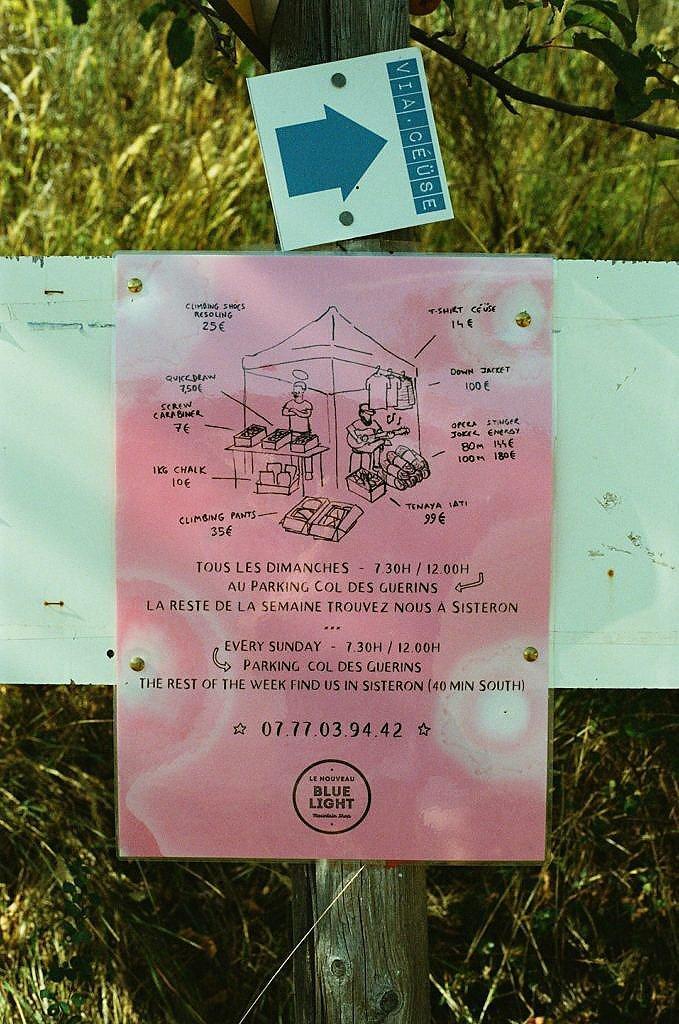 VIA.CÉÜSE
CLIMBING SHOES
RESOLING
25€
T-SHIRT CÉÜSE
14€
QUICKDRAW
7,50€
DOWN JACKET
100€
SCREW
CARABINER
7€
OPERA STINGER
JOKER ENERGY
80M 144€
100M 180€
1KG CHALK
10€
TENAYA IATI
99€
CLIMBING PANTS
35€
TOUS LES DIMANCHES - 7.30H / 12.00H
AU PARKING COL DES GUERINS
LA RESTE DE LA SEMAINE TROUVEZ NOUS À SISTERON
---
EVERY SUNDAY - 7.30H / 12.00H
PARKING COL DES GUERINS
THE REST OF THE WEEK FIND US IN SISTERON (40 MIN SOUTH)
☆ 07.77.03.94.42 ☆
LE NOUVEAU
BLUE
LIGHT
Mountain Shop